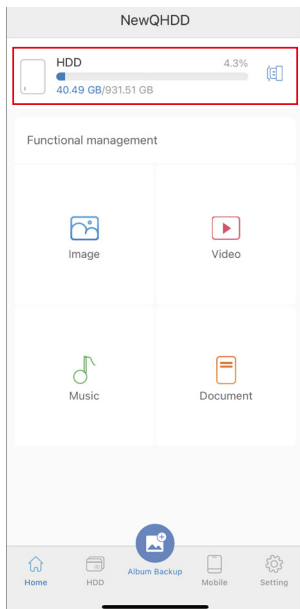 NewQHDD
HDD 4.3%
40.49 GB/931.51 GB
Functional management
Image Video
Music Document
Home HDD Album Backup Mobile Setting